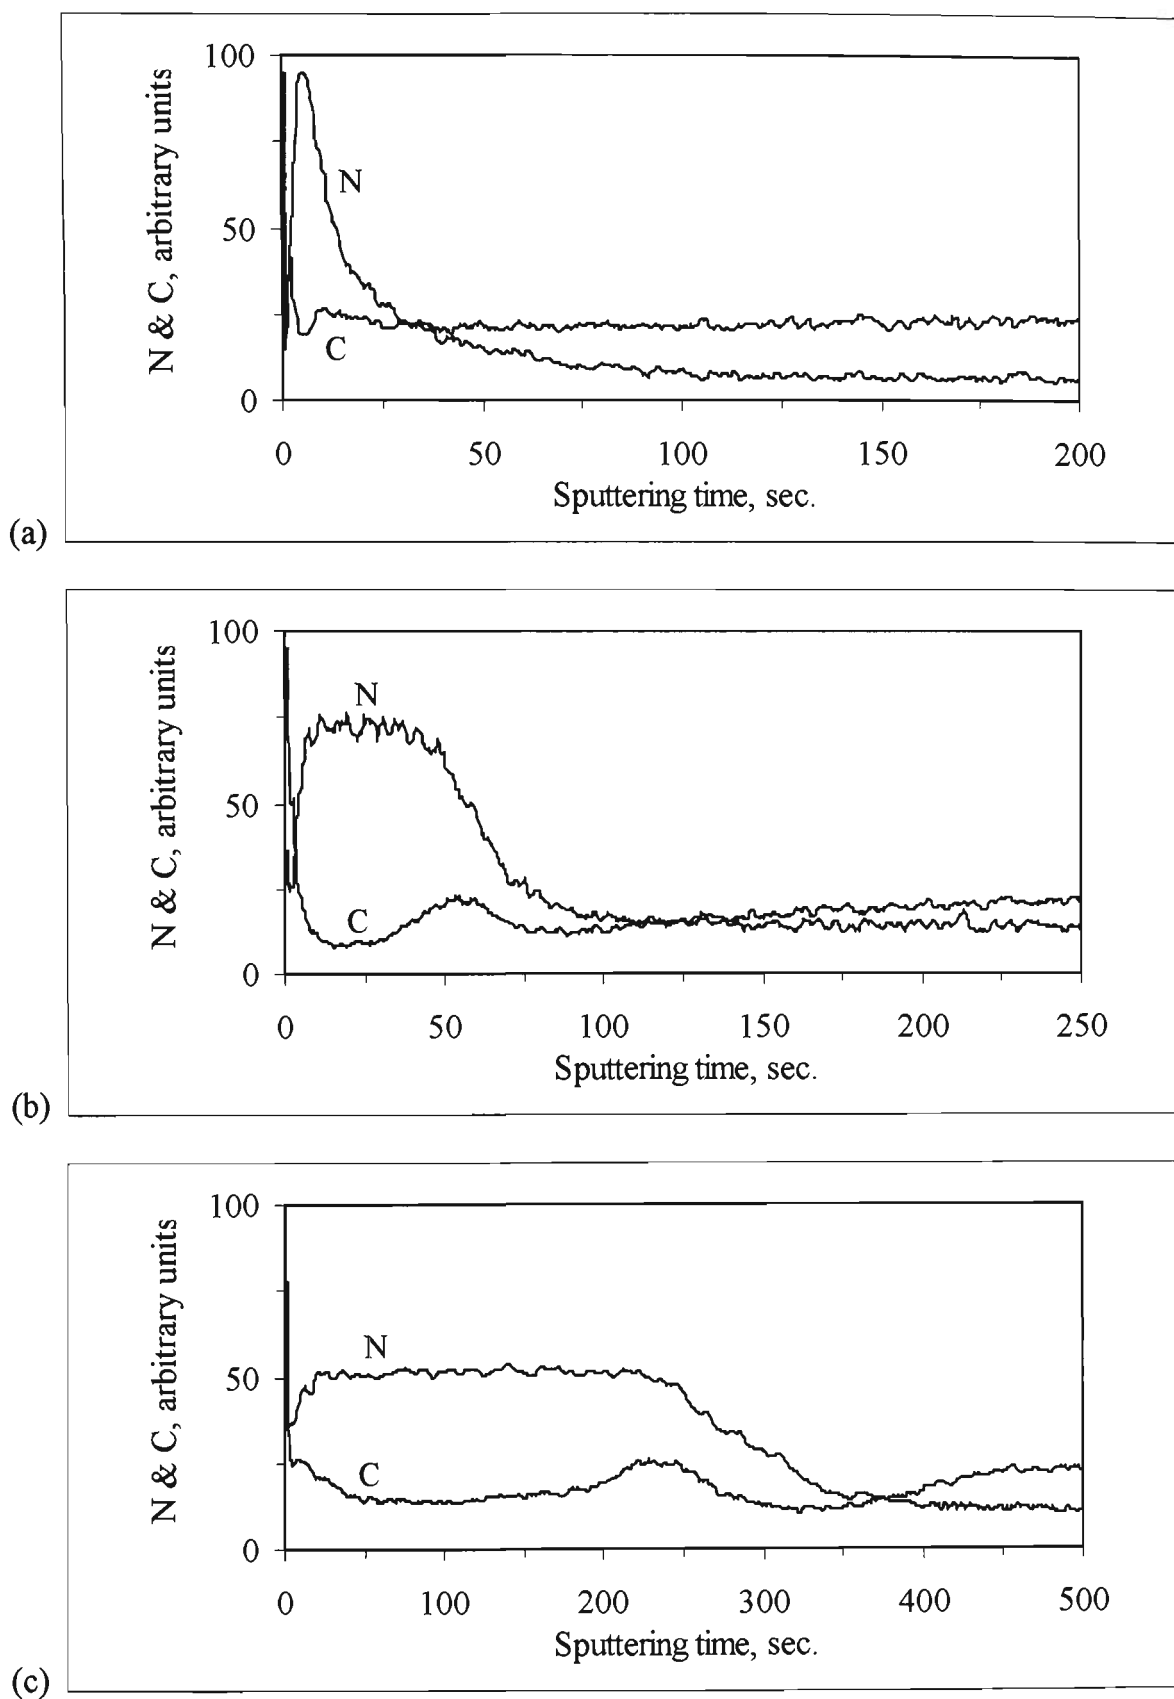 N & C, arbitrary units
100
50
0
N
C
0 50 100 150 200
Sputtering time, sec.
(a)
N & C, arbitrary units
100
50
0
N
C
0 50 100 150 200 250
Sputtering time, sec.
(b)
N & C, arbitrary units
100
50
0
N
C
0 100 200 300 400 500
Sputtering time, sec.
(c)